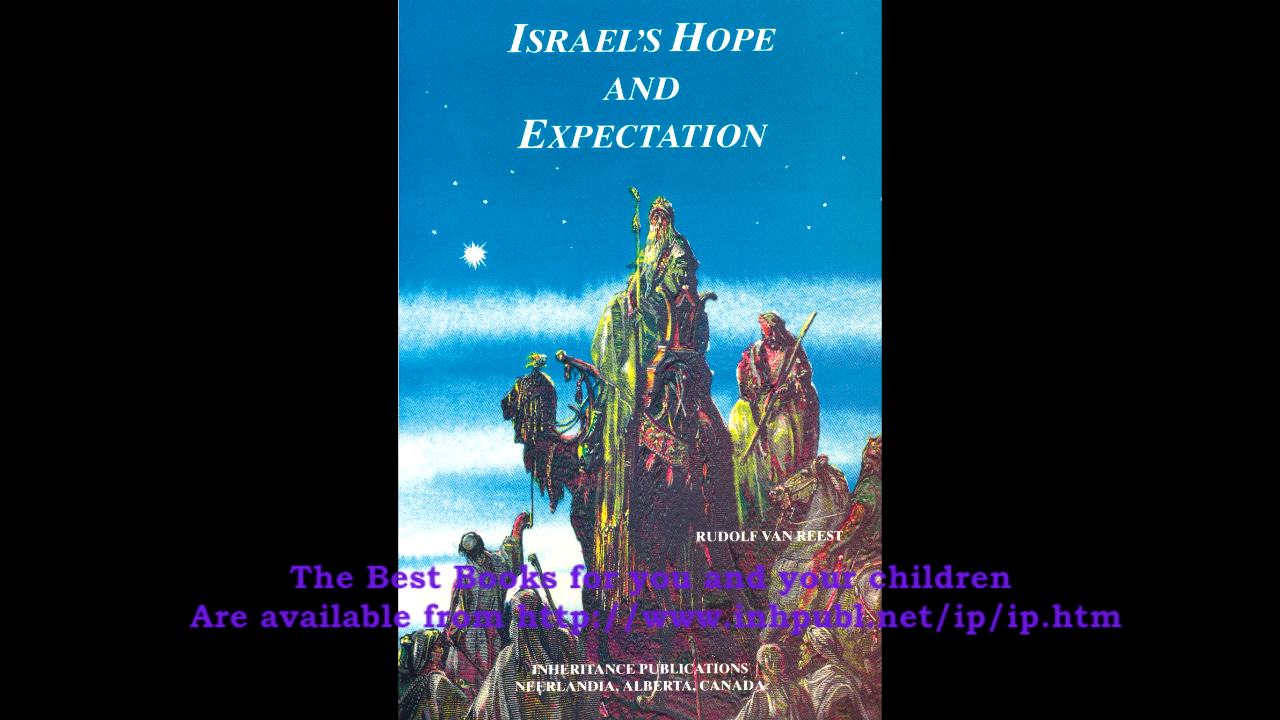 ISRAEL'S HOPE
AND
EXPECTATION
RUDOLF VAN REEST
The Best Books for you and your children
Are available from http://www.inhpubl.net/ip/ip.htm
INHERITANCE PUBLICATIONS
NEERLANDIA, ALBERTA, CANADA